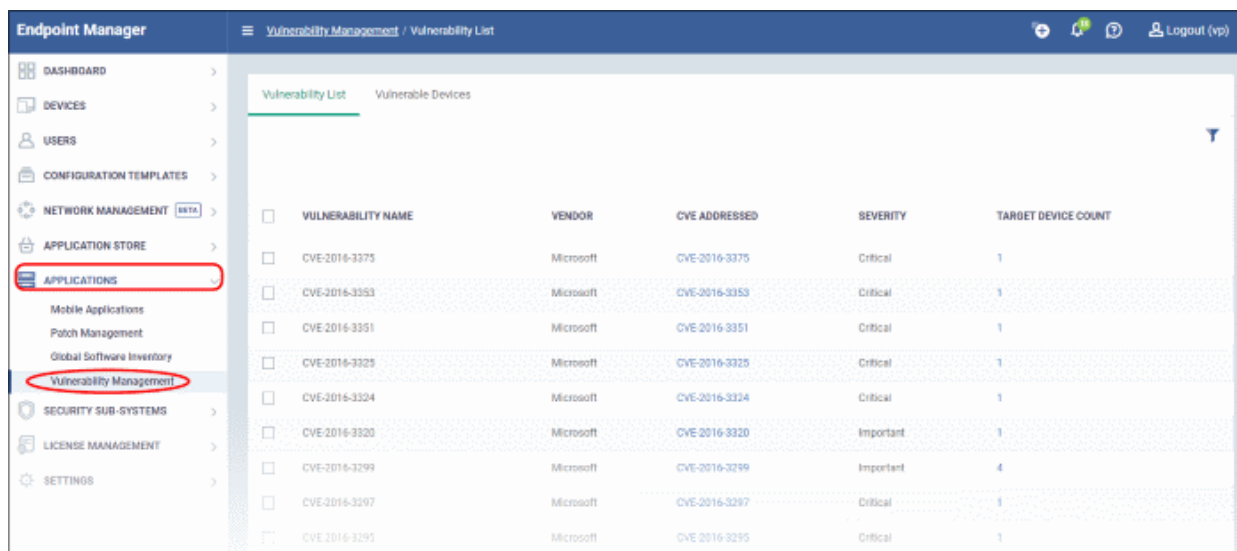 Endpoint Manager
Vulnerability Management / Vulnerability List
Logout (vp)
DASHBOARD
DEVICES
USERS
CONFIGURATION TEMPLATES
NETWORK MANAGEMENT BETA
APPLICATION STORE
APPLICATIONS
Mobile Applications
Patch Management
Global Software Inventory
Vulnerability Management
SECURITY SUB-SYSTEMS
LICENSE MANAGEMENT
SETTINGS
Vulnerability List Vulnerable Devices
VULNERABILITY NAME VENDOR CVE ADDRESSED SEVERITY TARGET DEVICE COUNT
CVE-2016-3375 Microsoft CVE-2016-3375 Critical 1
CVE-2016-3353 Microsoft CVE-2016-3353 Critical 1
CVE-2016-3351 Microsoft CVE-2016-3351 Critical 1
CVE-2016-3325 Microsoft CVE-2016-3325 Critical 1
CVE-2016-3324 Microsoft CVE-2016-3324 Critical 1
CVE-2016-3320 Microsoft CVE-2016-3320 Important 1
CVE-2016-3299 Microsoft CVE-2016-3299 Important 4
CVE-2016-3297 Microsoft CVE-2016-3297 Critical 1
CVE-2016-3295 Microsoft CVE-2016-3295 Critical 1